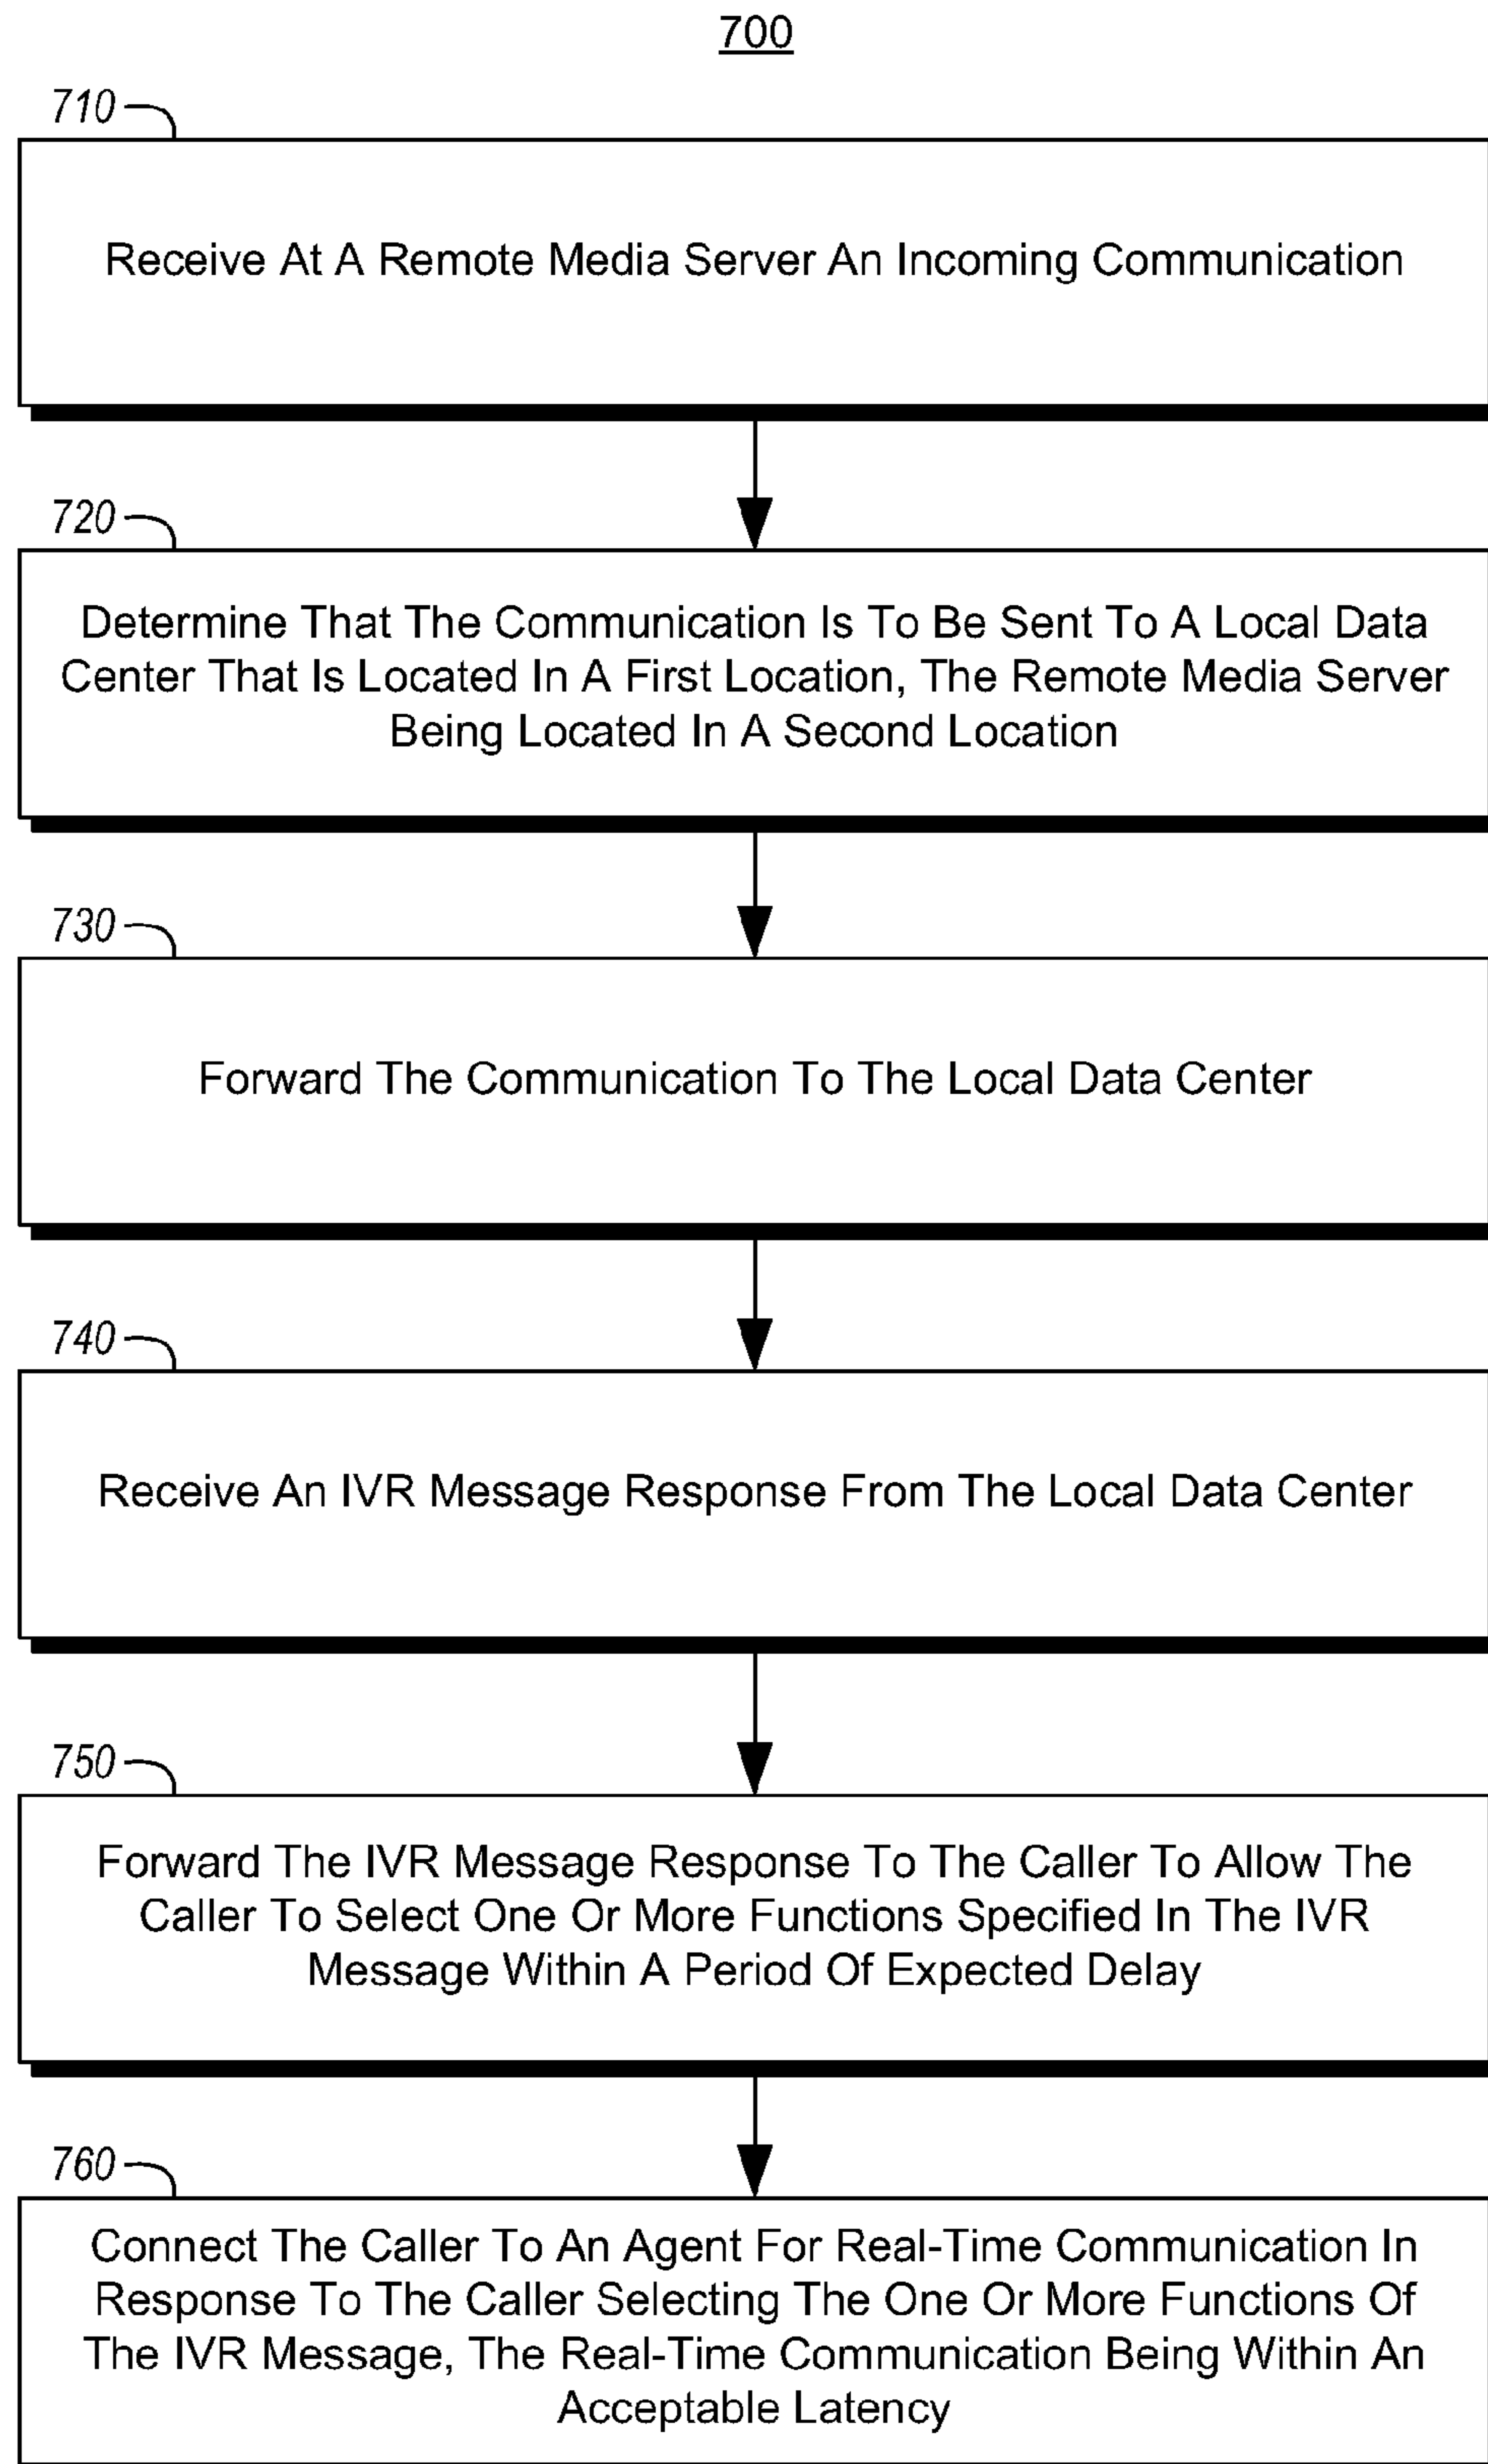 700
710
Receive At A Remote Media Server An Incoming Communication
720
Determine That The Communication Is To Be Sent To A Local Data
Center That Is Located In A First Location, The Remote Media Server
Being Located In A Second Location
730
Forward The Communication To The Local Data Center
740
Receive An IVR Message Response From The Local Data Center
750
Forward The IVR Message Response To The Caller To Allow The
Caller To Select One Or More Functions Specified In The IVR
Message Within A Period Of Expected Delay
760
Connect The Caller To An Agent For Real-Time Communication In
Response To The Caller Selecting The One Or More Functions Of
The IVR Message, The Real-Time Communication Being Within An
Acceptable Latency